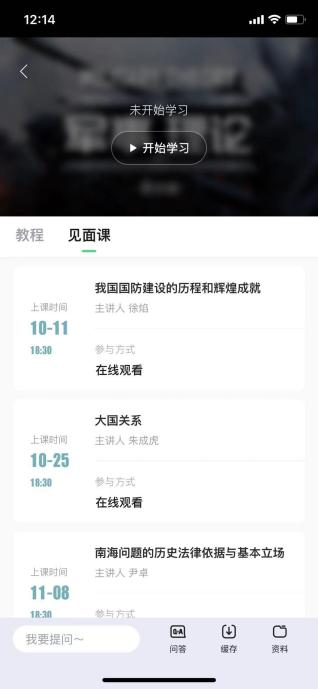 12:14
未开始学习
开始学习
教程
见面课
我国国防建设的历程和辉煌成就
上课时间
主讲人 徐焰
10-11
18:30
参与方式
在线观看
大国关系
上课时间
主讲人 朱成虎
10-25
18:30
参与方式
在线观看
南海问题的历史法律依据与基本立场
上课时间
主讲人 尹卓
11-08
18:30
参与方式
我要提问～
问答
缓存
资料